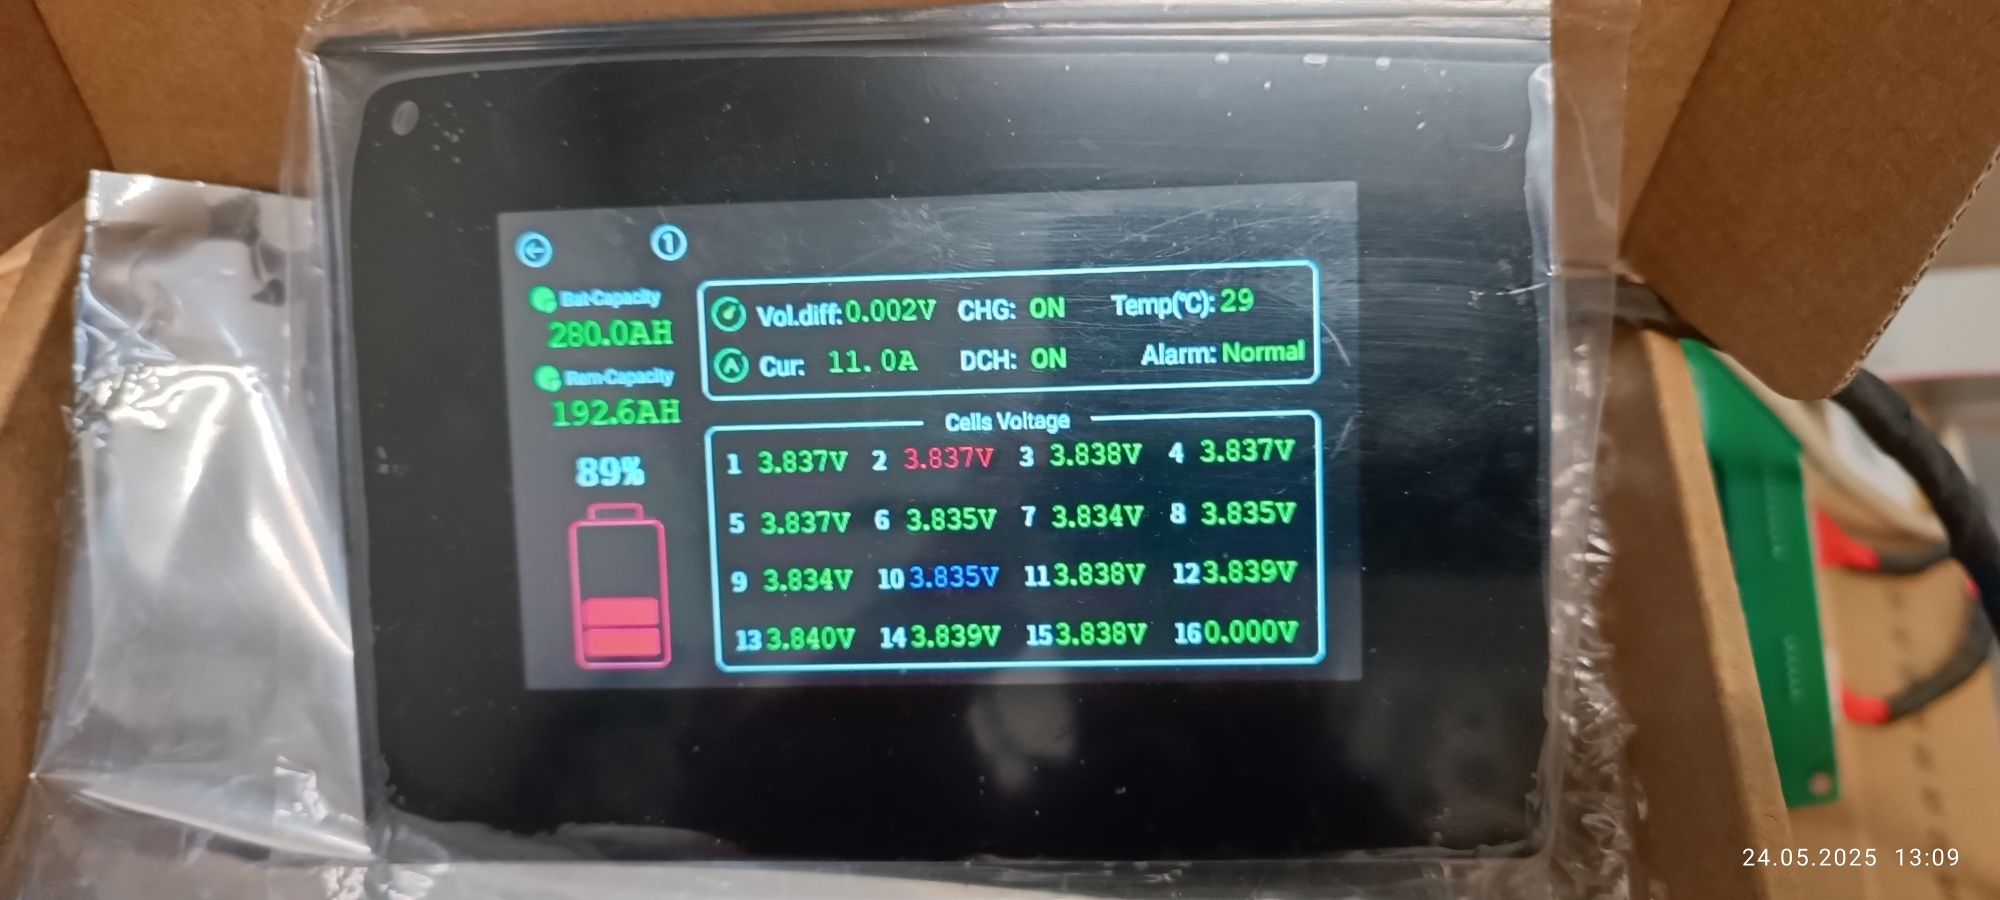 1
Bat-Capacity
280.0AH
Rem-Capacity
192.6AH
89%
Vol.diff: 0.002V CHG: ON Temp(℃): 29
Cur: 11.0A DCH: ON Alarm: Normal
Cells Voltage
1 3.837V 2 3.837V 3 3.838V 4 3.837V
5 3.837V 6 3.835V 7 3.834V 8 3.835V
9 3.834V 10 3.835V 11 3.838V 12 3.839V
13 3.840V 14 3.839V 15 3.838V 16 0.000V
24.05.2025 13:09